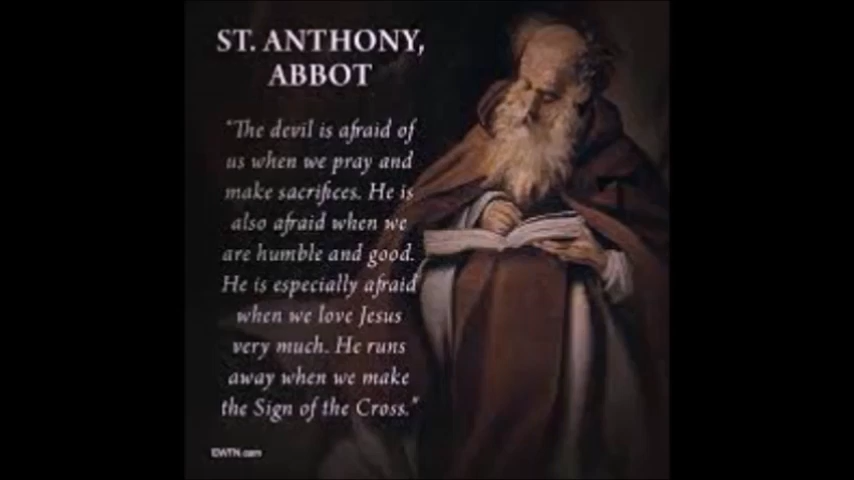 ST. ANTHONY,
ABBOT
"The devil is afraid of
us when we pray and
make sacrifices. He is
also afraid when we
are humble and good.
He is especially afraid
when we love Jesus
very much. He runs
away when we make
the Sign of the Cross."
EWTN.com